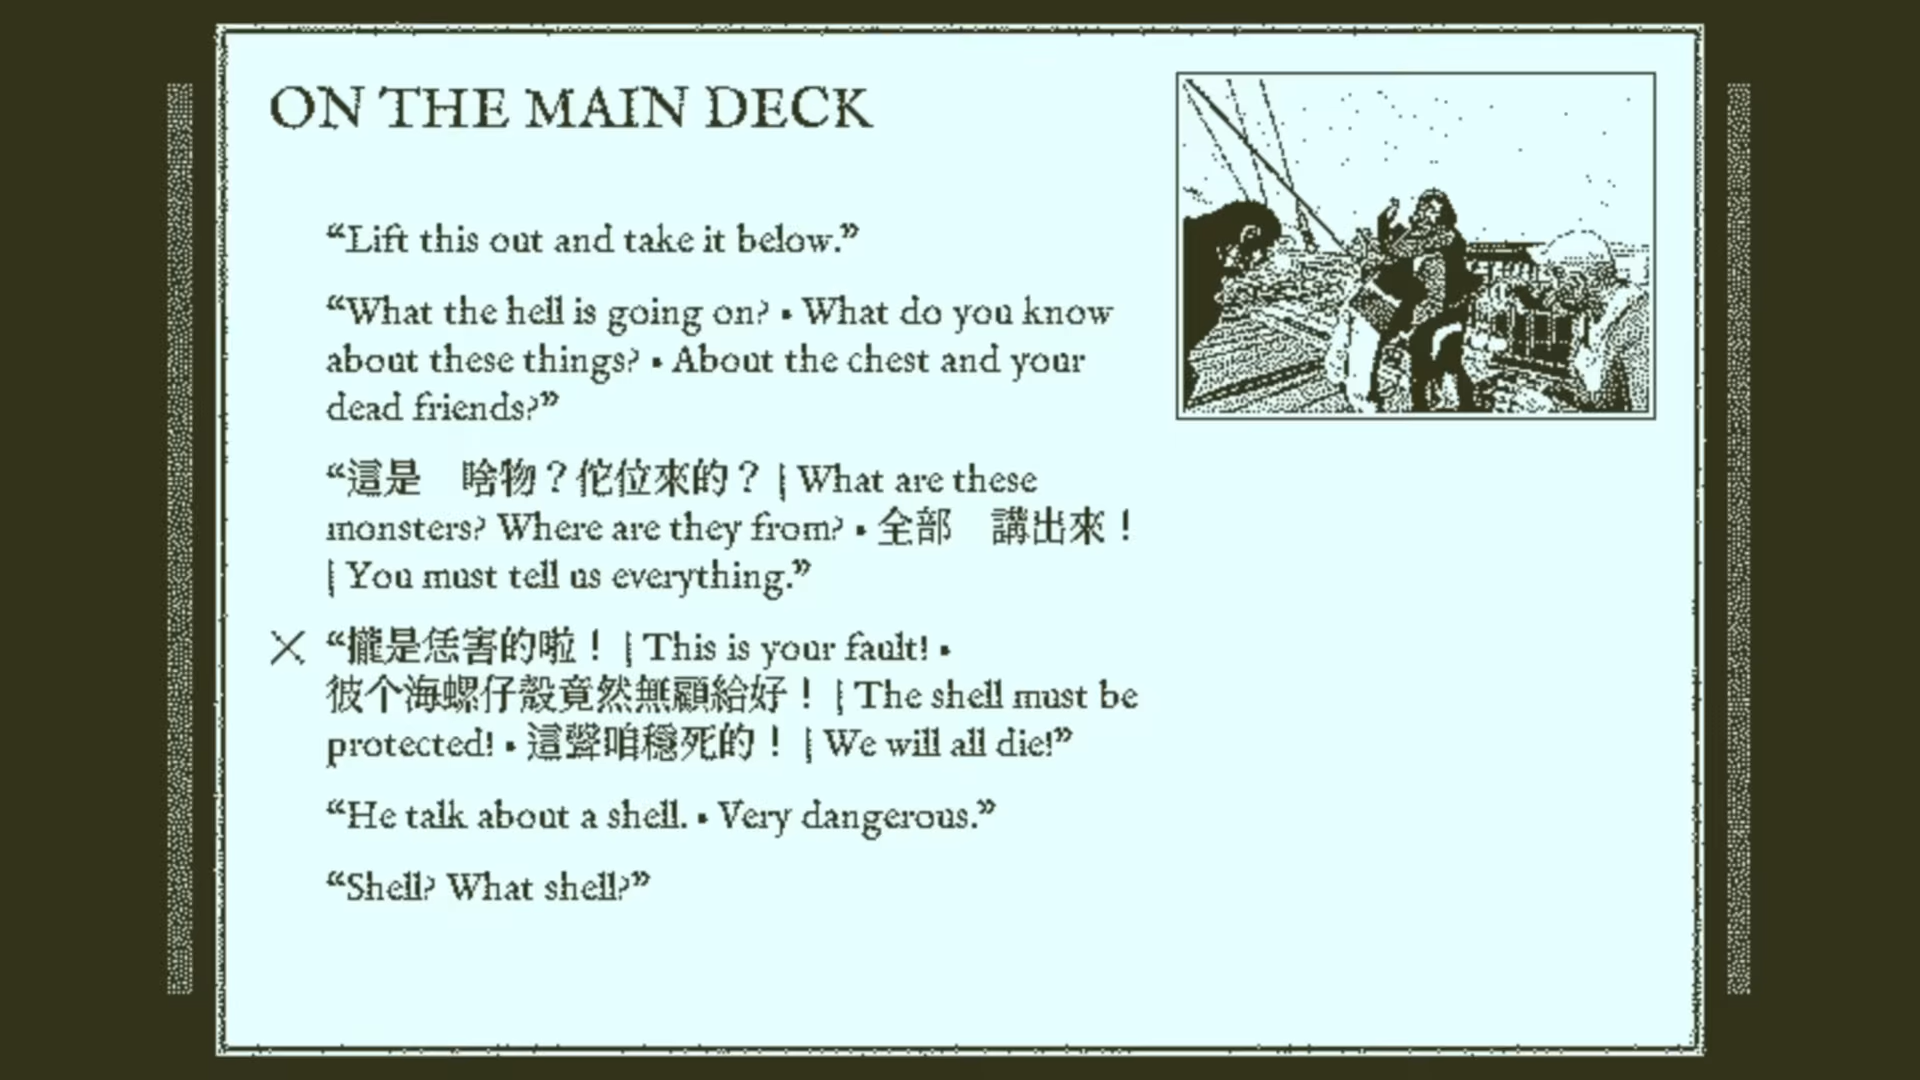 ON THE MAIN DECK
“Lift this out and take it below.”
“What the hell is going on? • What do you know
about these things? • About the chest and your
dead friends?”
“這是　啥物？佗位來的？ | What are these
monsters? Where are they from? • 全部　講出來！
| You must tell us everything.”
“攏是恁害的啦！ | This is your fault! •
彼个海螺仔殼竟然無顧給好！ | The shell must be
protected! • 這聲咱穩死的！ | We will all die!”
“He talk about a shell. • Very dangerous.”
“Shell? What shell?”